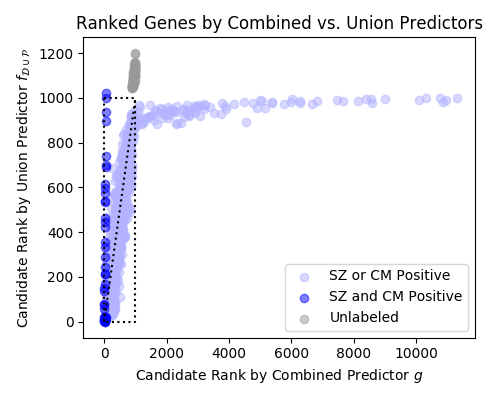 Ranked Genes by Combined vs. Union Predictors
Candidate Rank by Union Predictor f_{D∪P}
1200
1000
800
600
400
200
0
SZ or CM Positive
SZ and CM Positive
Unlabeled
0 2000 4000 6000 8000 10000
Candidate Rank by Combined Predictor g